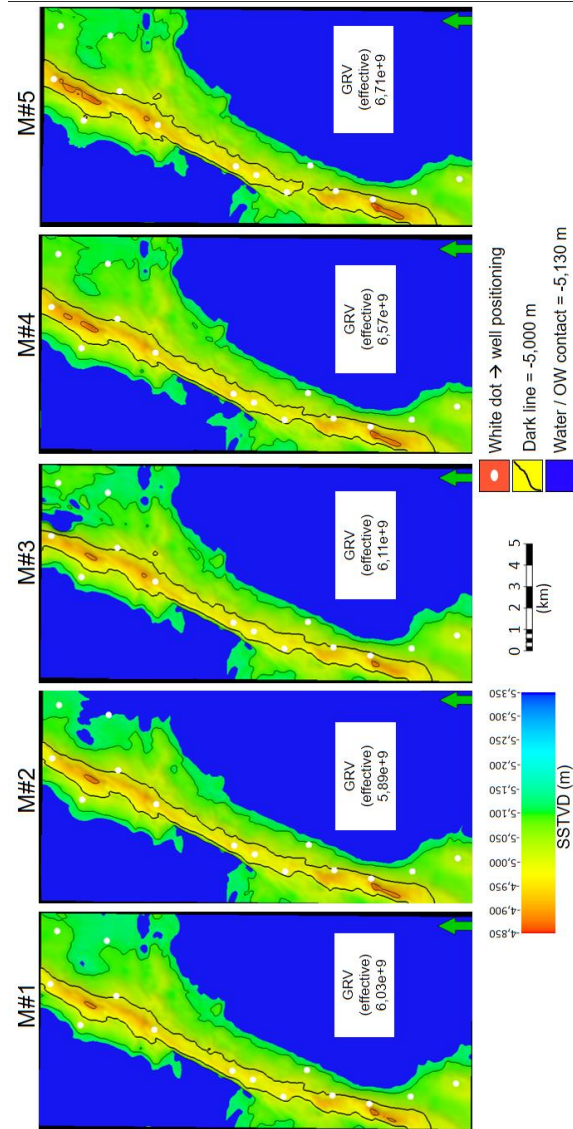 M#1
M#2
M#3
M#4
M#5
GRV
(effective)
6,03e+9
GRV
(effective)
5,89e+9
GRV
(effective)
6,11e+9
GRV
(effective)
6,57e+9
GRV
(effective)
6,71e+9
-4,850
-4,900
-4,950
-5,000
-5,050
-5,100
-5,150
-5,200
-5,250
-5,300
-5,350
SSTVD (m)
0 1 2 3 4 5
(km)
White dot → well positioning
Dark line = -5,000 m
Water / OW contact = -5,130 m